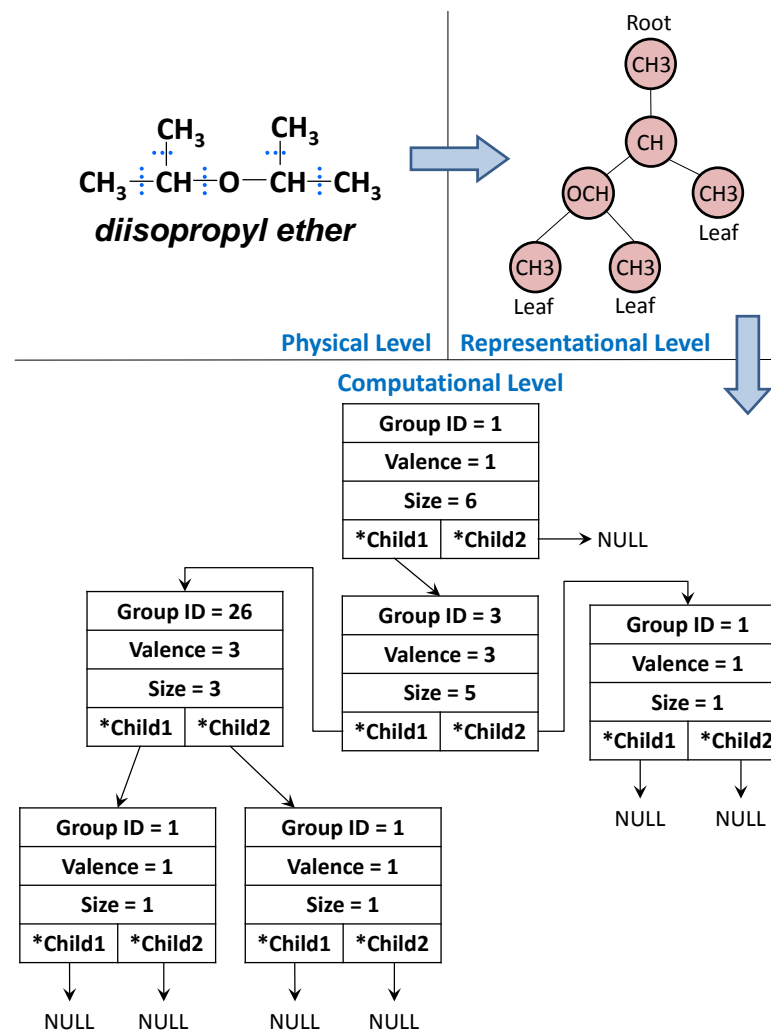 Root
CH3
CH
OCH
CH3
Leaf
CH3
CH3
Leaf
Leaf
CH₃ CH₃
CH₃ CH O CH CH₃
diisopropyl ether
Physical Level
Representational Level
Computational Level
Group ID = 1
Valence = 1
Size = 6
*Child1 *Child2 NULL
Group ID = 26
Valence = 3
Size = 3
*Child1 *Child2
Group ID = 3
Valence = 3
Size = 5
*Child1 *Child2
Group ID = 1
Valence = 1
Size = 1
*Child1 *Child2
NULL NULL
Group ID = 1
Valence = 1
Size = 1
*Child1 *Child2
NULL NULL
Group ID = 1
Valence = 1
Size = 1
*Child1 *Child2
NULL NULL